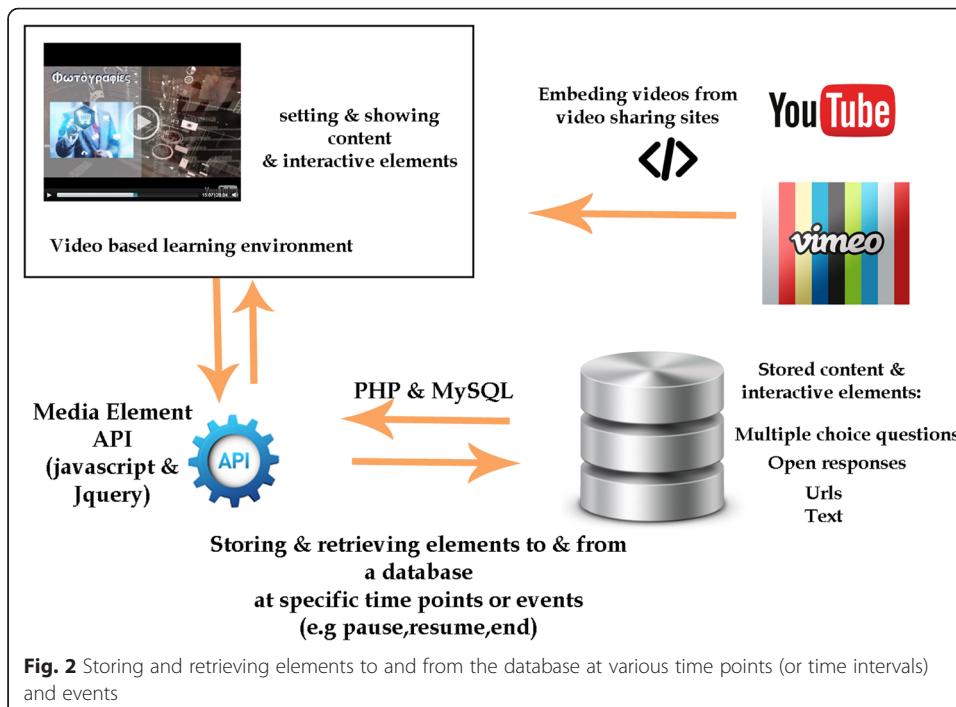 Φωτὸγραφίες
setting & showing
content
& interactive elements
Video based learning environment
Embeding videos from
video sharing sites
</>
YouTube
vimeo
Media Element
API
(javascript &
Jquery)
API
PHP & MySQL
Stored content &
interactive elements:
Multiple choice questions
Open responses
Urls
Text
Storing & retrieving elements to & from
a database
at specific time points or events
(e.g pause,resume,end)
Fig. 2 Storing and retrieving elements to and from the database at various time points (or time intervals)
and events